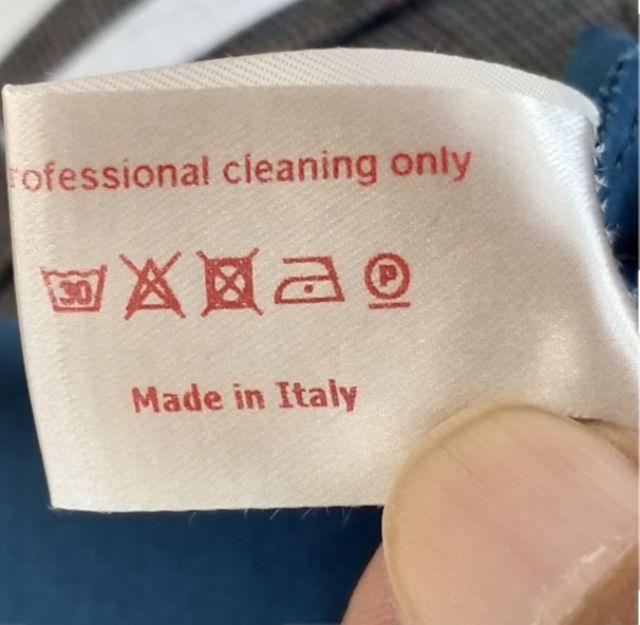 rofessional cleaning only
30 P
Made in Italy